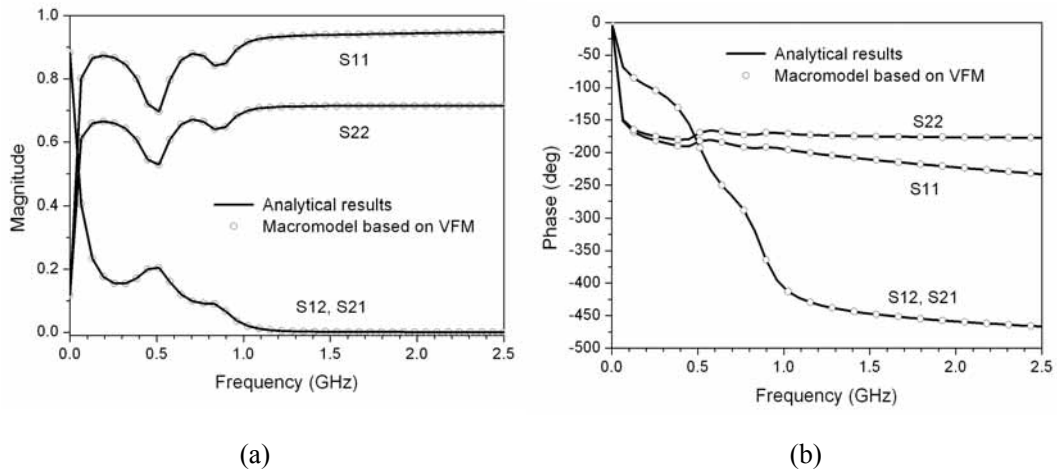 1.0
0.8
0.6
0.4
0.2
0.0
Magnitude
S11
S22
Analytical results
Macromodel based on VFM
S12, S21
0.0 0.5 1.0 1.5 2.0 2.5
Frequency (GHz)
(a)
0
-50
-100
-150
-200
-250
-300
-350
-400
-450
-500
Phase (deg)
Analytical results
Macromodel based on VFM
S22
S11
S12, S21
0.0 0.5 1.0 1.5 2.0 2.5
Frequency (GHz)
(b)